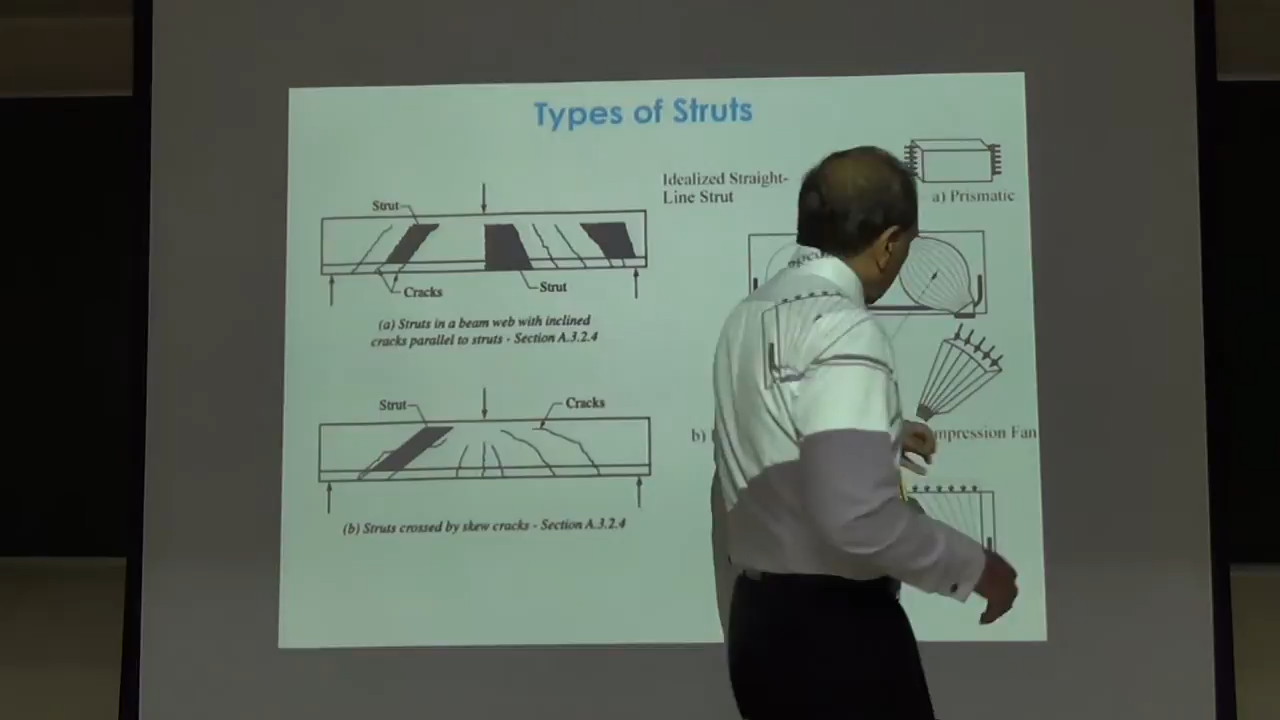 Types of Struts
Strut
Cracks
Strut
(a) Struts in a beam web with inclined
cracks parallel to struts - Section A.3.2.4
Strut
Cracks
(b) Struts crossed by skew cracks - Section A.3.2.4
Idealized Straight-
Line Strut
a) Prismatic
b)
Fan